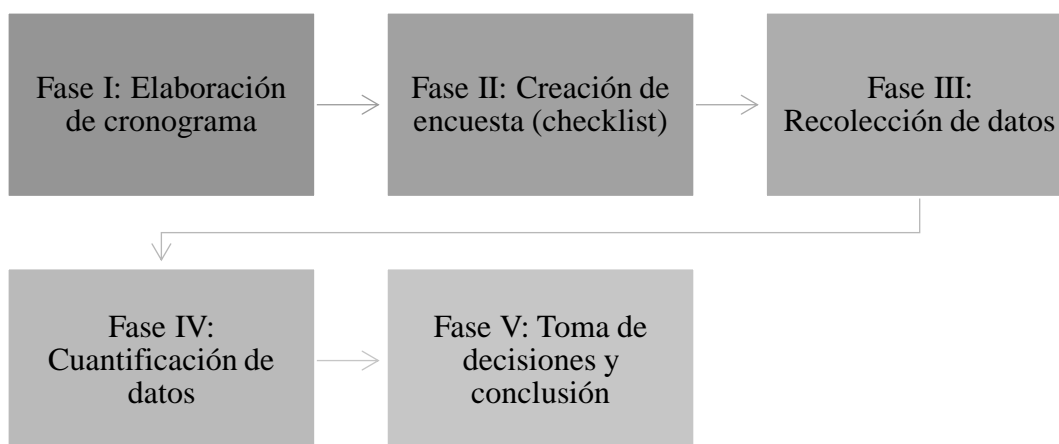 Fase I: Elaboración
de cronograma
Fase II: Creación de
encuesta (checklist)
Fase III:
Recolección de datos
Fase IV:
Cuantificación de
datos
Fase V: Toma de
decisiones y
conclusión